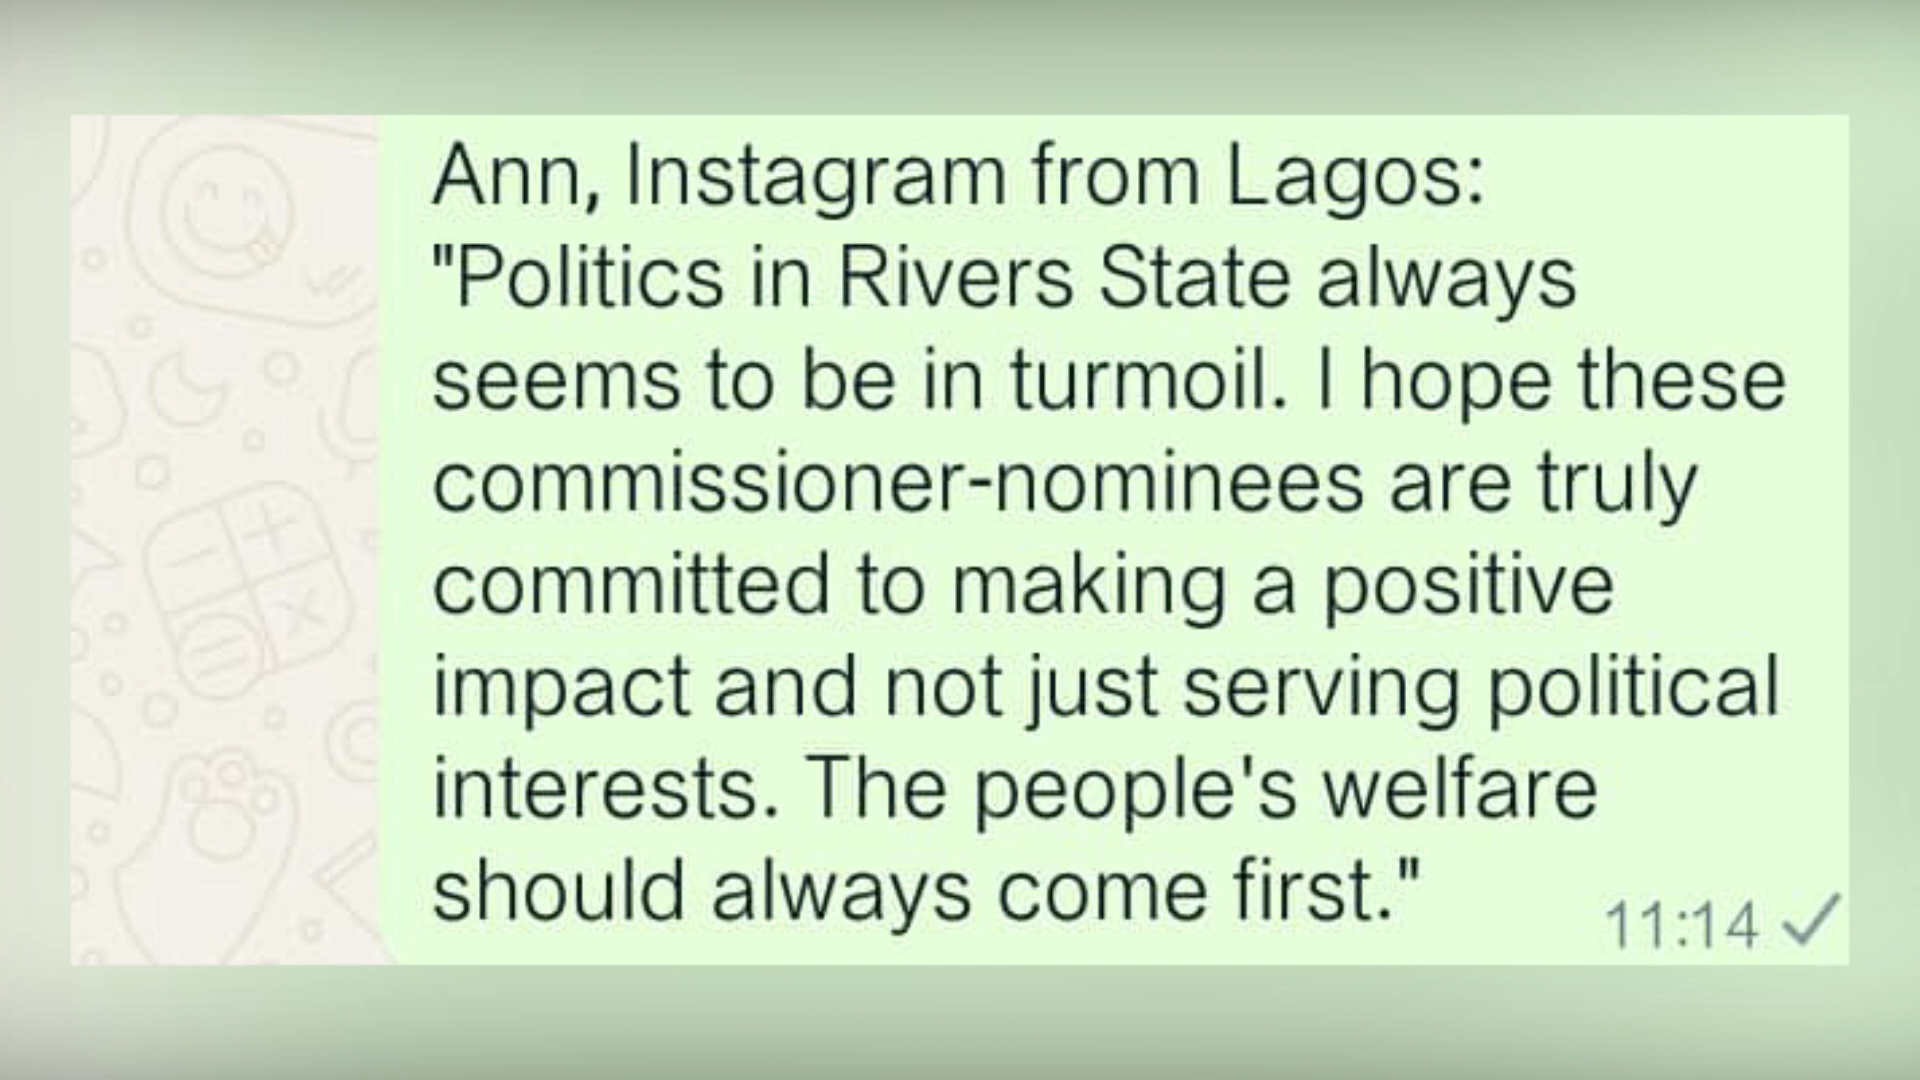 Ann, Instagram from Lagos:
"Politics in Rivers State always
seems to be in turmoil. I hope these
commissioner-nominees are truly
committed to making a positive
impact and not just serving political
interests. The people's welfare
should always come first."
11:14